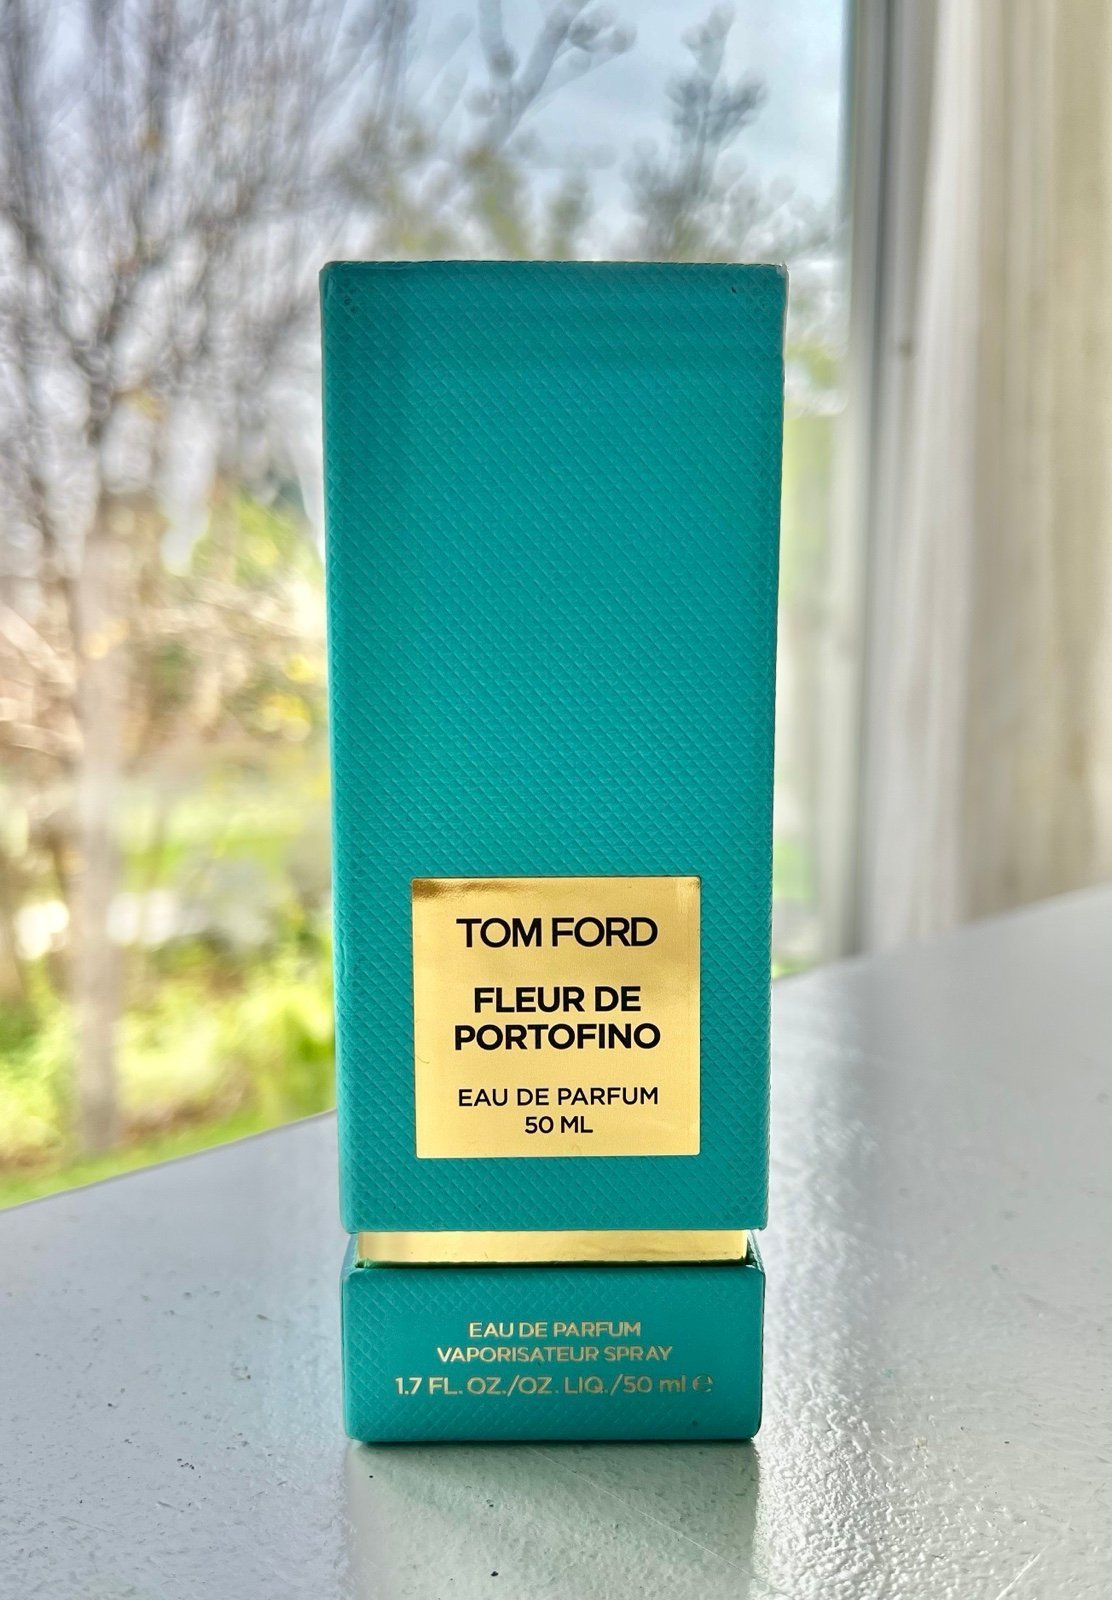 TOM FORD
FLEUR DE
PORTOFINO
EAU DE PARFUM
50 ML
EAU DE PARFUM
VAPORISATEUR SPRAY
1.7 FL. OZ./OZ. LIQ./50 ml ℮